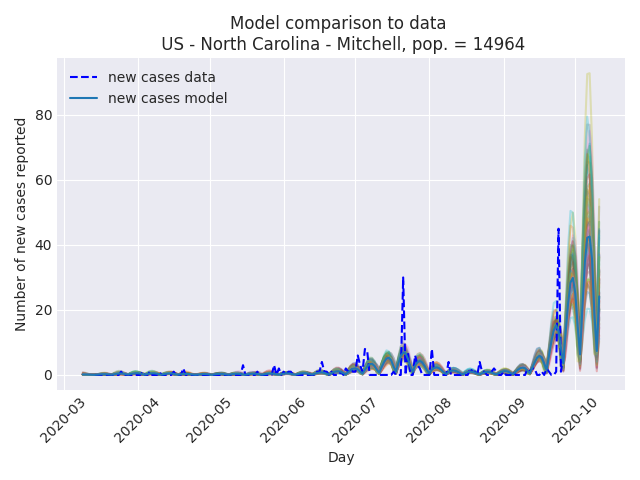 Model comparison to data
US - North Carolina - Mitchell, pop. = 14964
new cases data
new cases model
Number of new cases reported
80
60
40
20
0
2020-03
2020-04
2020-05
2020-06
2020-07
2020-08
2020-09
2020-10
Day